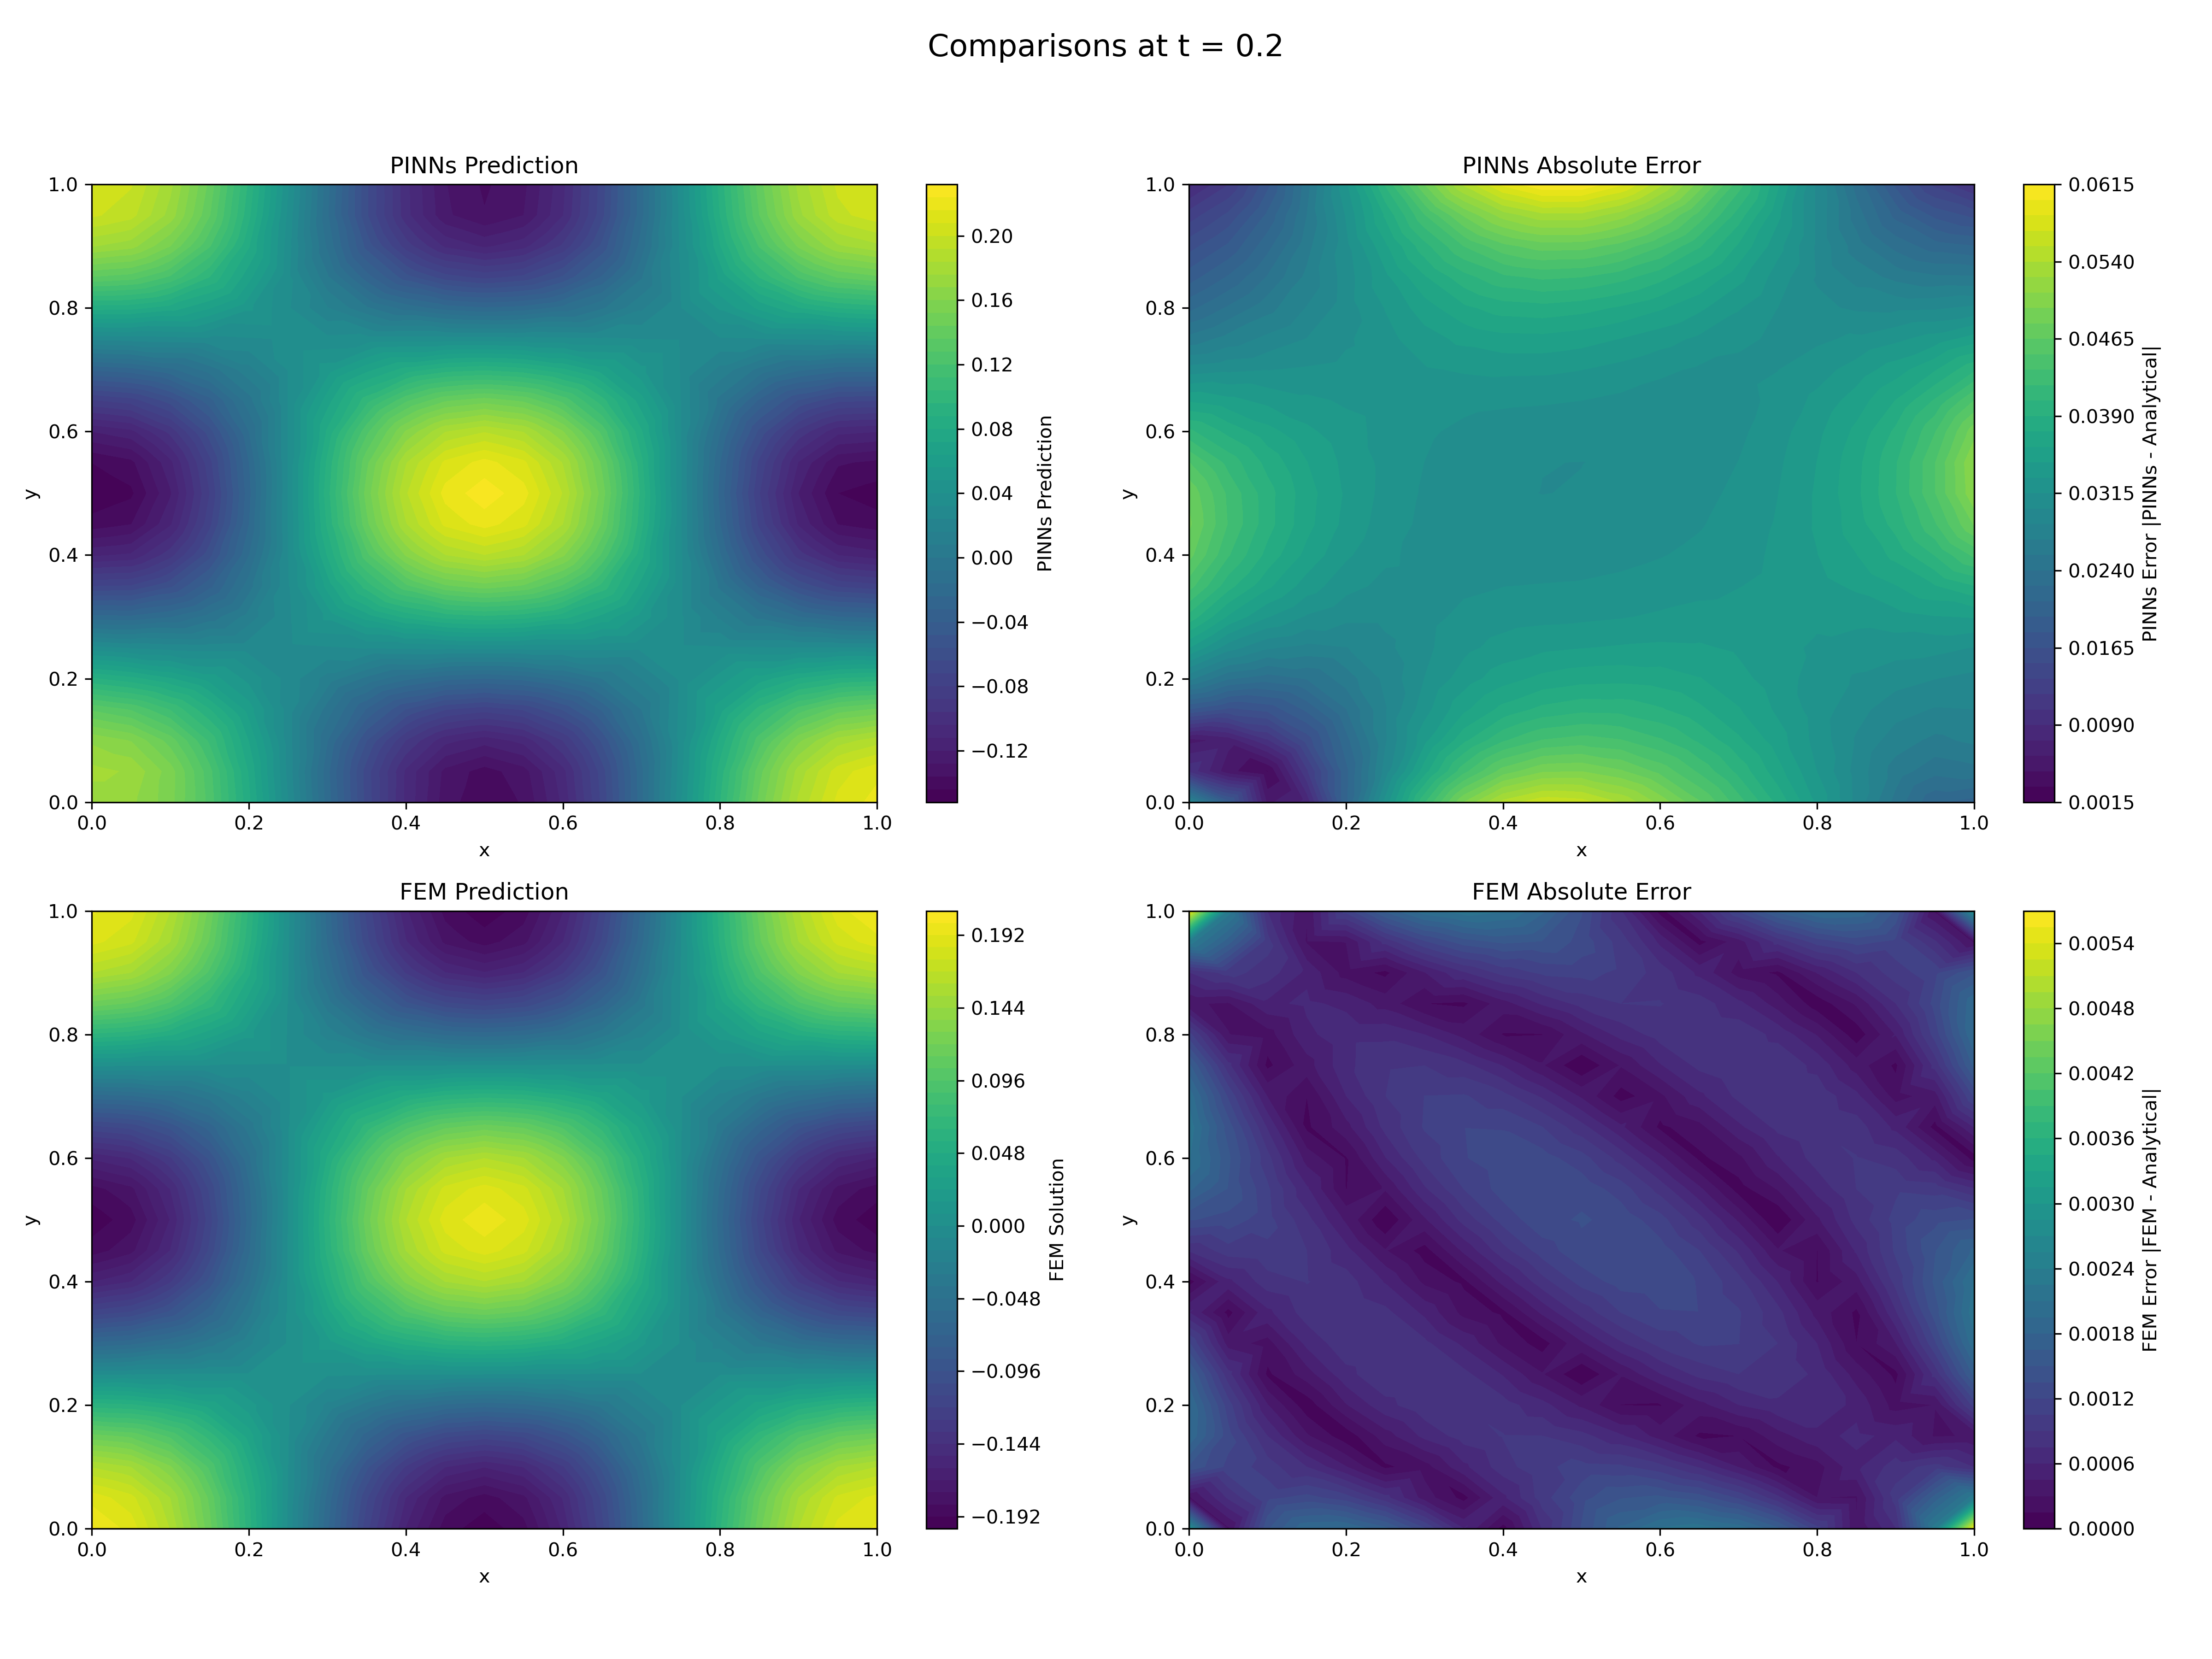 Comparisons at t = 0.2
PINNs Prediction
1.0
0.8
0.6
0.4
0.2
0.0
y
0.0 0.2 0.4 0.6 0.8 1.0
x
0.20
0.16
0.12
0.08
0.04
0.00
−0.04
−0.08
−0.12
PINNs Prediction
PINNs Absolute Error
1.0
0.8
0.6
0.4
0.2
0.0
y
0.0 0.2 0.4 0.6 0.8 1.0
x
0.0615
0.0540
0.0465
0.0390
0.0315
0.0240
0.0165
0.0090
0.0015
PINNs Error |PINNs - Analytical|
FEM Prediction
1.0
0.8
0.6
0.4
0.2
0.0
y
0.0 0.2 0.4 0.6 0.8 1.0
x
0.192
0.144
0.096
0.048
0.000
−0.048
−0.096
−0.144
−0.192
FEM Solution
FEM Absolute Error
1.0
0.8
0.6
0.4
0.2
0.0
y
0.0 0.2 0.4 0.6 0.8 1.0
x
0.0054
0.0048
0.0042
0.0036
0.0030
0.0024
0.0018
0.0012
0.0006
0.0000
FEM Error |FEM - Analytical|